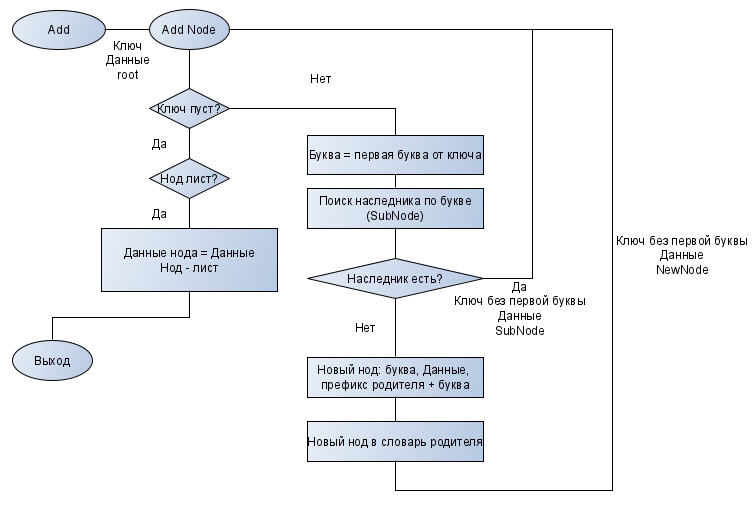 Add
Add Node
Ключ
Данные
root
Нет
Ключ пуст?
Да
Буква = первая буква от ключа
Нод лист?
Поиск наследника по букве
(SubNode)
Да
Данные нода = Данные
Нод - лист
Ключ без первой буквы
Данные
NewNode
Наследник есть?
Да
Ключ без первой буквы
Данные
SubNode
Нет
Выход
Новый нод: буква, Данные,
префикс родителя + буква
Новый нод в словарь родителя